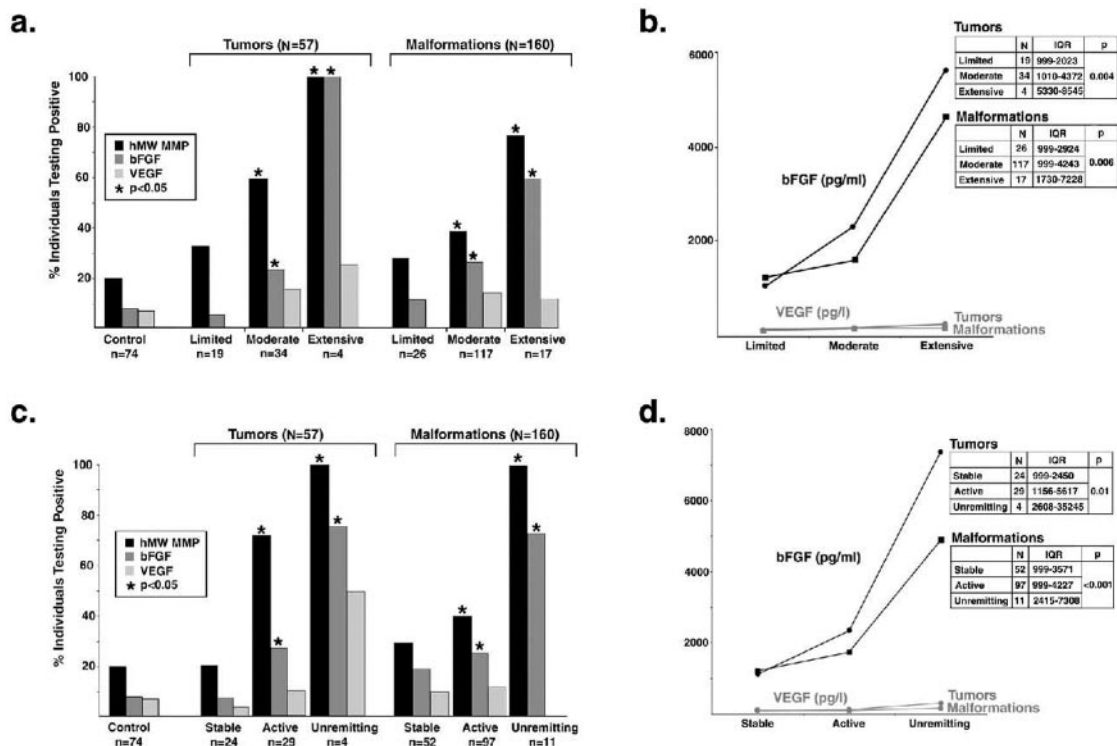 a.
Tumors (N=57)
Malformations (N=160)
% Individuals Testing Positive
100
80
60
40
20
hMW MMP
bFGF
VEGF
* p<0.05
Control
n=74
Limited
n=19
Moderate
n=34
Extensive
n=4
Limited
n=26
Moderate
n=117
Extensive
n=17
b.
6000
4000
2000
bFGF (pg/ml)
VEGF (pg/l)
Tumors
Malformations
Limited Moderate Extensive
Tumors
N IQR p
Limited 19 999-2023
Moderate 34 1010-4372 0.004
Extensive 4 5330-8545
Malformations
N IQR p
Limited 26 999-2924
Moderate 117 999-4243 0.006
Extensive 17 1730-7228
c.
Tumors (N=57)
Malformations (N=160)
% Individuals Testing Positive
100
80
60
40
20
hMW MMP
bFGF
VEGF
* p<0.05
Control
n=74
Stable
n=24
Active
n=29
Unremitting
n=4
Stable
n=52
Active
n=97
Unremitting
n=11
d.
8000
6000
4000
2000
bFGF (pg/ml)
VEGF (pg/l)
Tumors
Malformations
Stable Active Unremitting
Tumors
N IQR p
Stable 24 999-2450
Active 29 1156-5617 0.01
Unremitting 4 2608-35245
Malformations
N IQR p
Stable 52 999-3571
Active 97 999-4227 <0.001
Unremitting 11 2415-7308